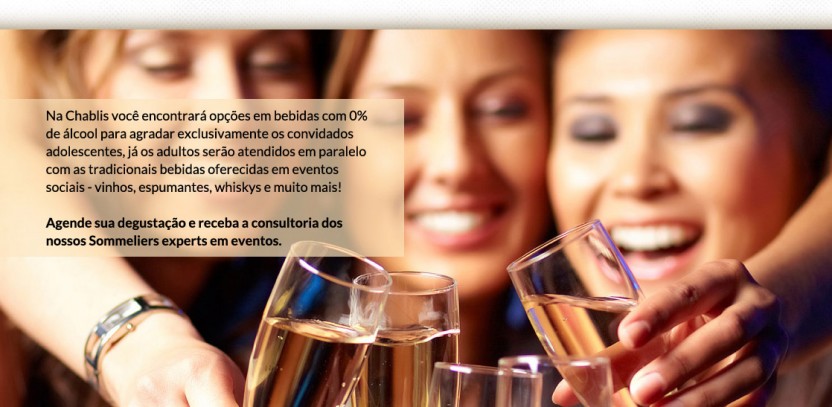 Na Chablis você encontrará opções em bebidas com 0%
de álcool para agradar exclusivamente os convidados
adolescentes, já os adultos serão atendidos em paralelo
com as tradicionais bebidas oferecidas em eventos
sociais - vinhos, espumantes, whiskys e muito mais!
Agende sua degustação e receba a consultoria dos
nossos Sommeliers experts em eventos.